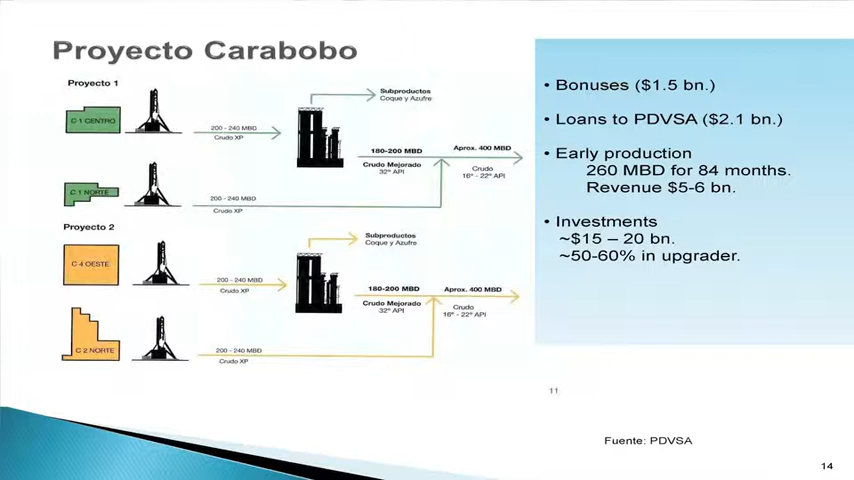 Proyecto Carabobo
Proyecto 1
C 1 CENTRO
200 - 240 MBD
Crudo XP
Subproductos
Coque y Azufre
180-200 MBD
Crudo Mejorado
32° API
Aprox. 400 MBD
Crudo
16° - 22° API
C 1 NORTE
200 - 240 MBD
Crudo XP
Proyecto 2
C 4 OESTE
200 - 240 MBD
Crudo XP
Subproductos
Coque y Azufre
180-200 MBD
Crudo Mejorado
32° API
Aprox. 400 MBD
Crudo
16° - 22° API
C 2 NORTE
200 - 240 MBD
Crudo XP
• Bonuses ($1.5 bn.)
• Loans to PDVSA ($2.1 bn.)
• Early production
260 MBD for 84 months.
Revenue $5-6 bn.
• Investments
~$15 – 20 bn.
~50-60% in upgrader.
11
Fuente: PDVSA
14